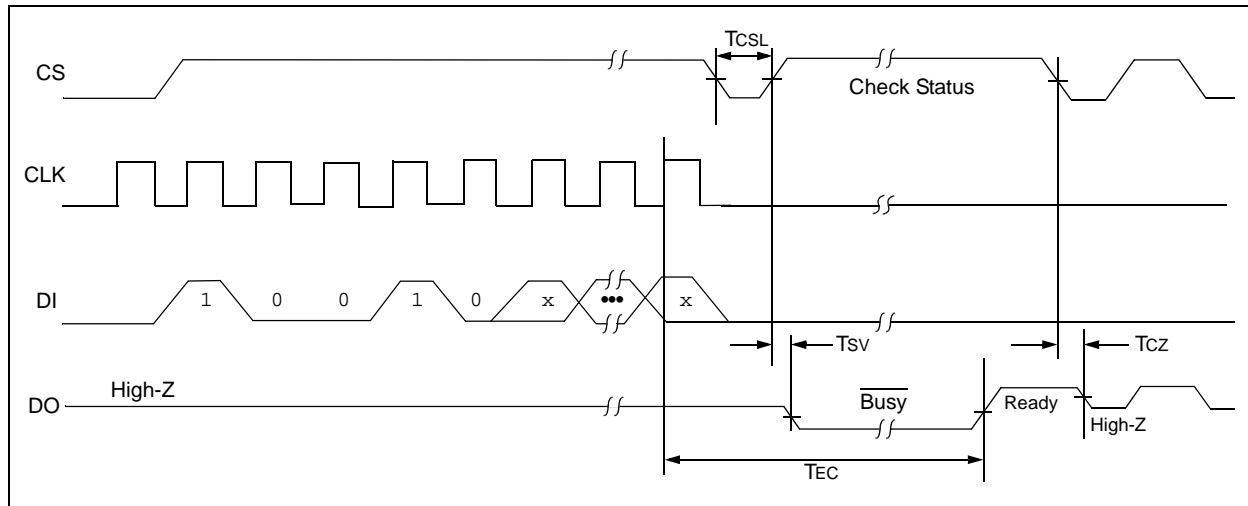 TCSL
CS
Check Status
CLK
DI
1 0 0 1 0 x ••• x
TSV
TCZ
High-Z
DO
Busy
Ready
High-Z
TEC